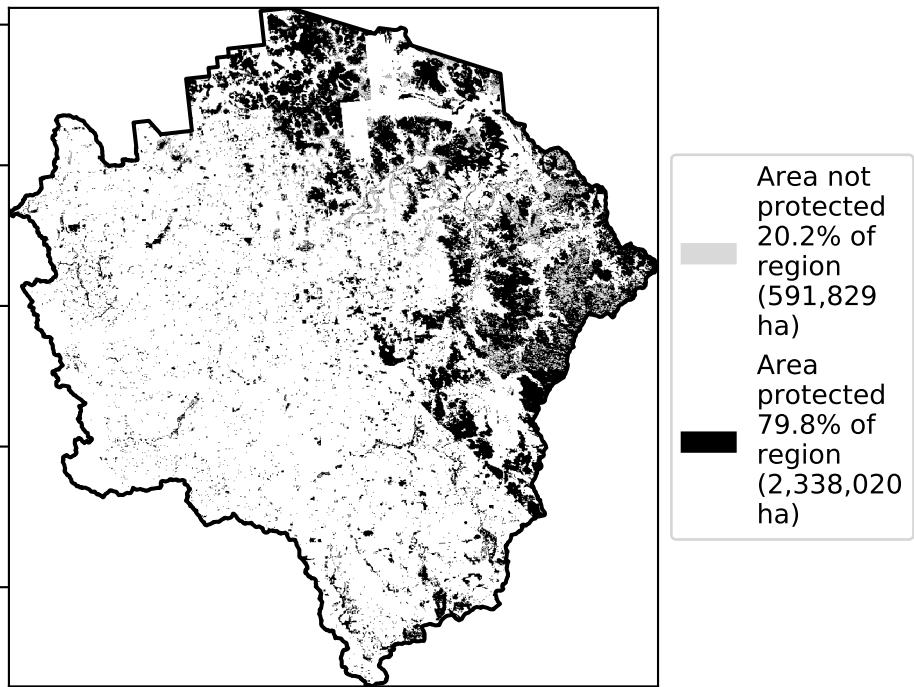 Area not
protected
20.2% of
region
(591,829
ha)
Area
protected
79.8% of
region
(2,338,020
ha)